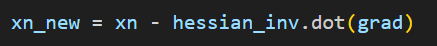 xn_new = xn - hessian_inv.dot(grad)